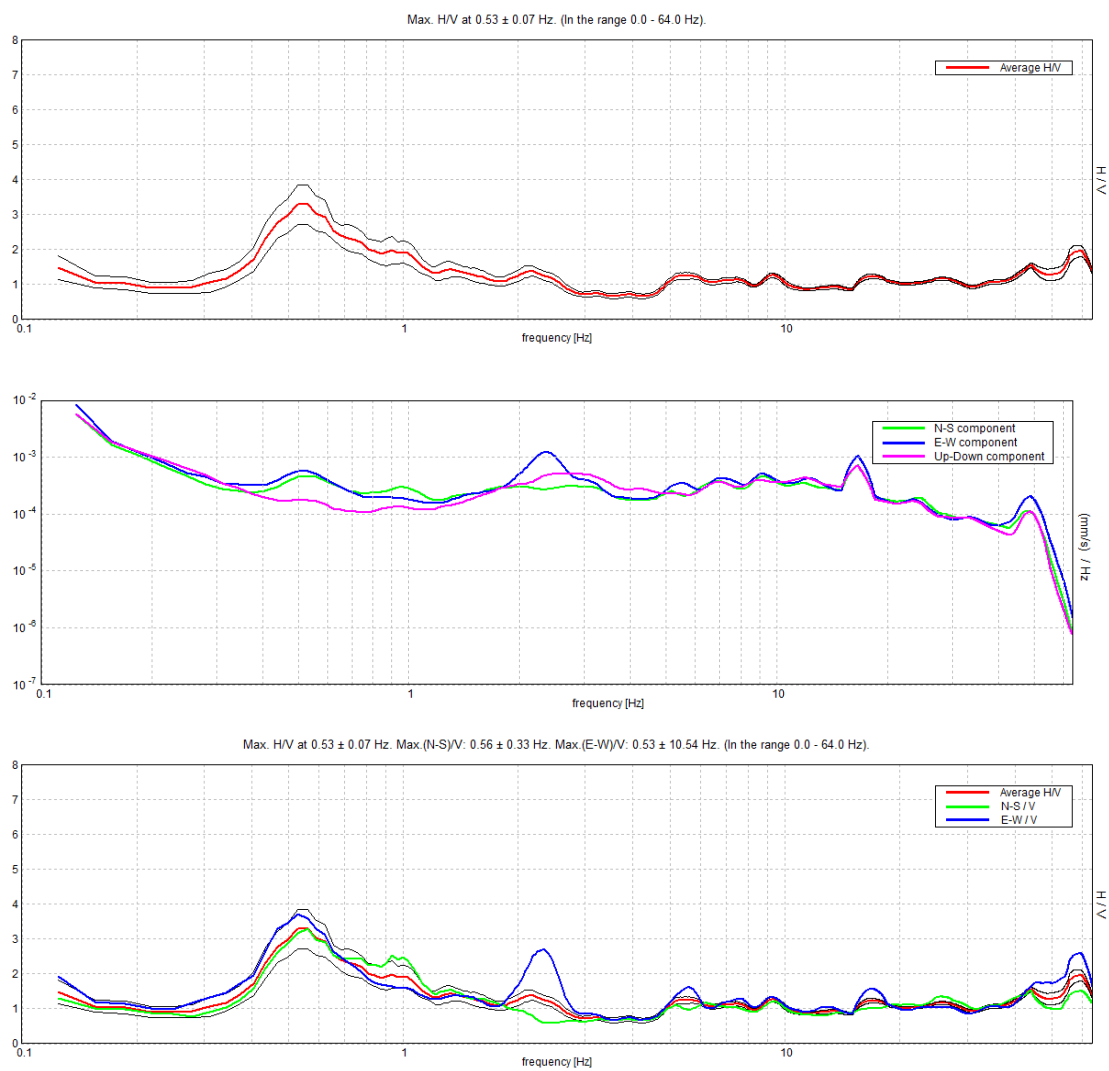 Max. H/V at 0.53 ± 0.07 Hz. (In the range 0.0 - 64.0 Hz).
8
7
6
5
4
3
2
1
0
Average H/V
H / V
0.1
1
10
frequency [Hz]
10 -2
10 -3
10 -4
10 -5
10 -6
10 -7
N-S component
E-W component
Up-Down component
(mm/s) / Hz
0.1
1
10
frequency [Hz]
Max. H/V at 0.53 ± 0.07 Hz. Max.(N-S)/V: 0.56 ± 0.33 Hz. Max.(E-W)/V: 0.53 ± 10.54 Hz. (In the range 0.0 - 64.0 Hz).
8
7
6
5
4
3
2
1
0
Average H/V
N-S / V
E-W / V
H / V
0.1
1
10
frequency [Hz]